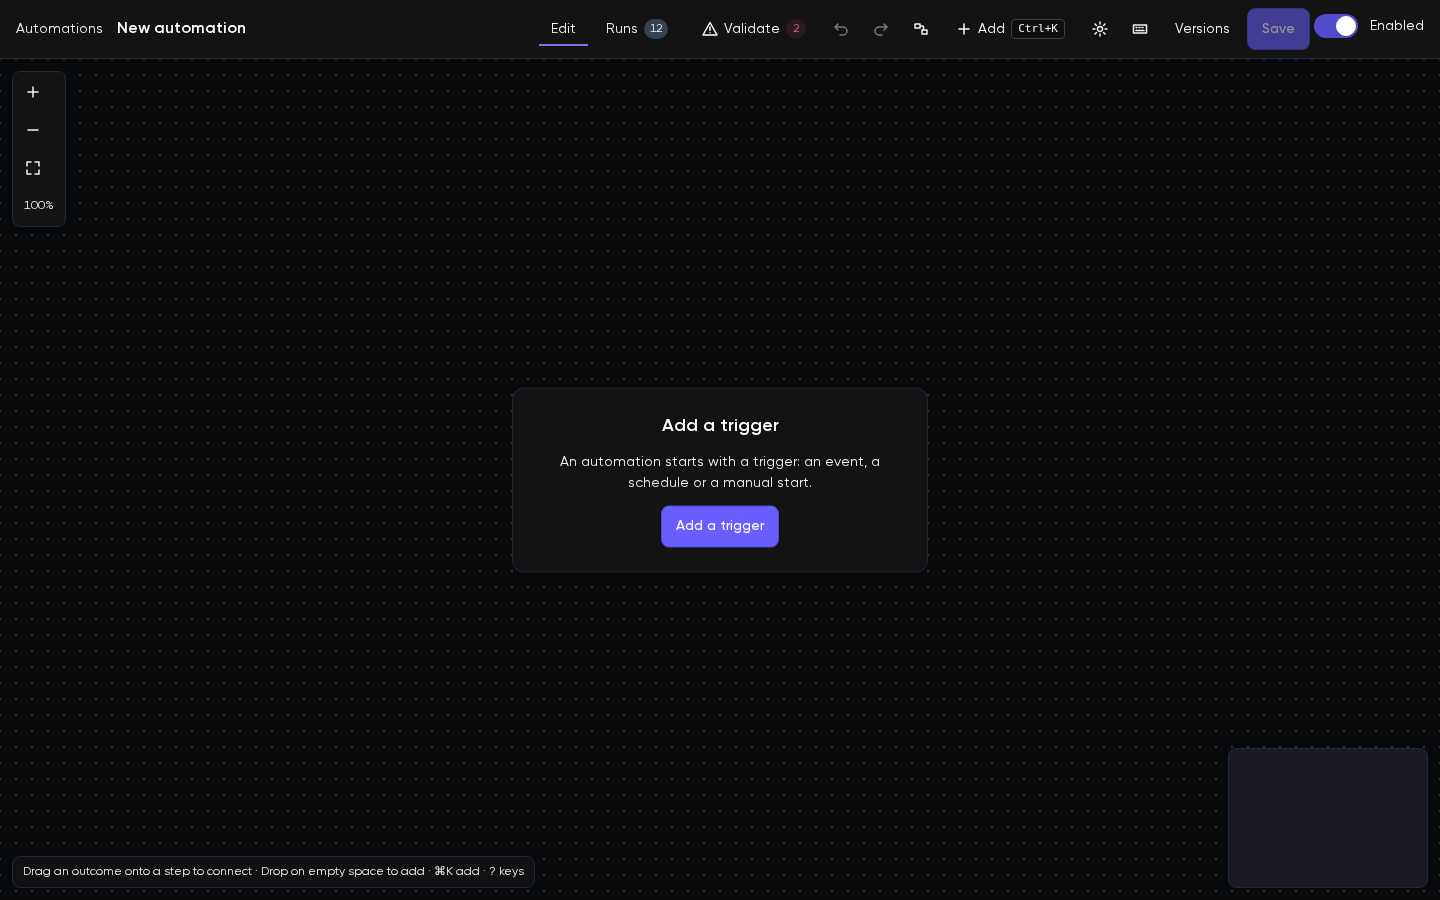 Automations New automation
Edit Runs 12 Validate 2 Add Ctrl+K Versions Save Enabled
100%
Add a trigger
An automation starts with a trigger: an event, a
schedule or a manual start.
Add a trigger
Drag an outcome onto a step to connect · Drop on empty space to add · ⌘K add · ? keys